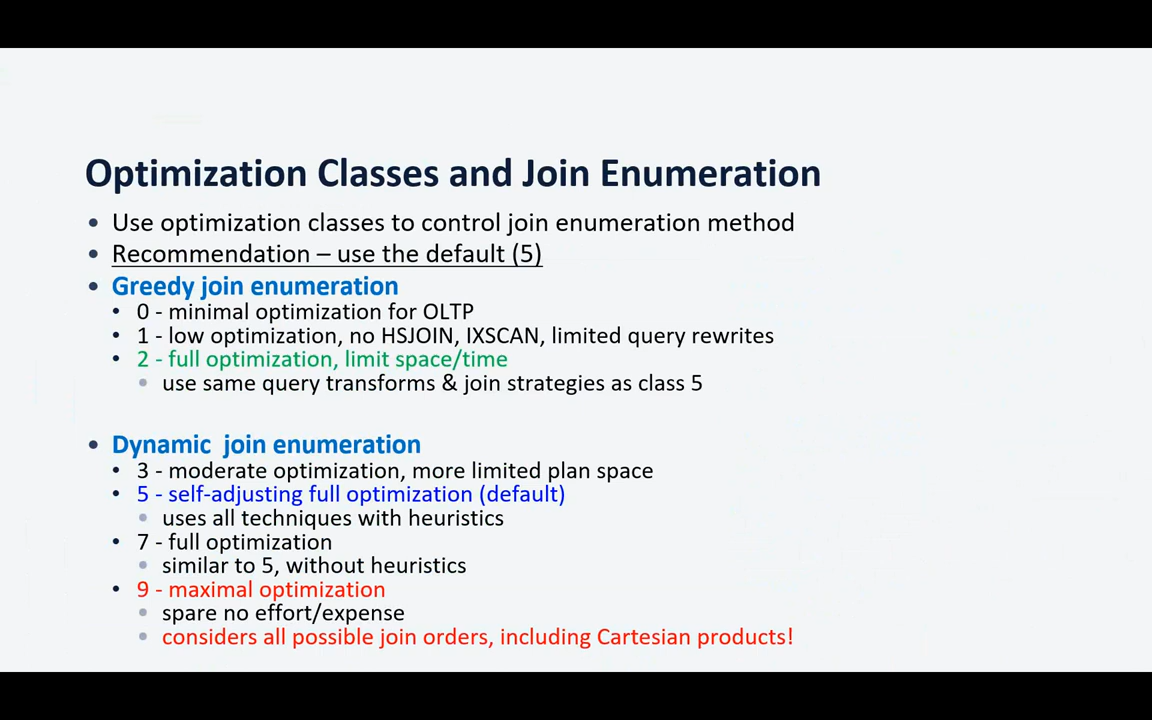 Optimization Classes and Join Enumeration
• Use optimization classes to control join enumeration method
• Recommendation – use the default (5)
• Greedy join enumeration
• 0 - minimal optimization for OLTP
• 1 - low optimization, no HSJOIN, IXSCAN, limited query rewrites
• 2 - full optimization, limit space/time
• use same query transforms & join strategies as class 5
• Dynamic  join enumeration
• 3 - moderate optimization, more limited plan space
• 5 - self-adjusting full optimization (default)
• uses all techniques with heuristics
• 7 - full optimization
• similar to 5, without heuristics
• 9 - maximal optimization
• spare no effort/expense
• considers all possible join orders, including Cartesian products!